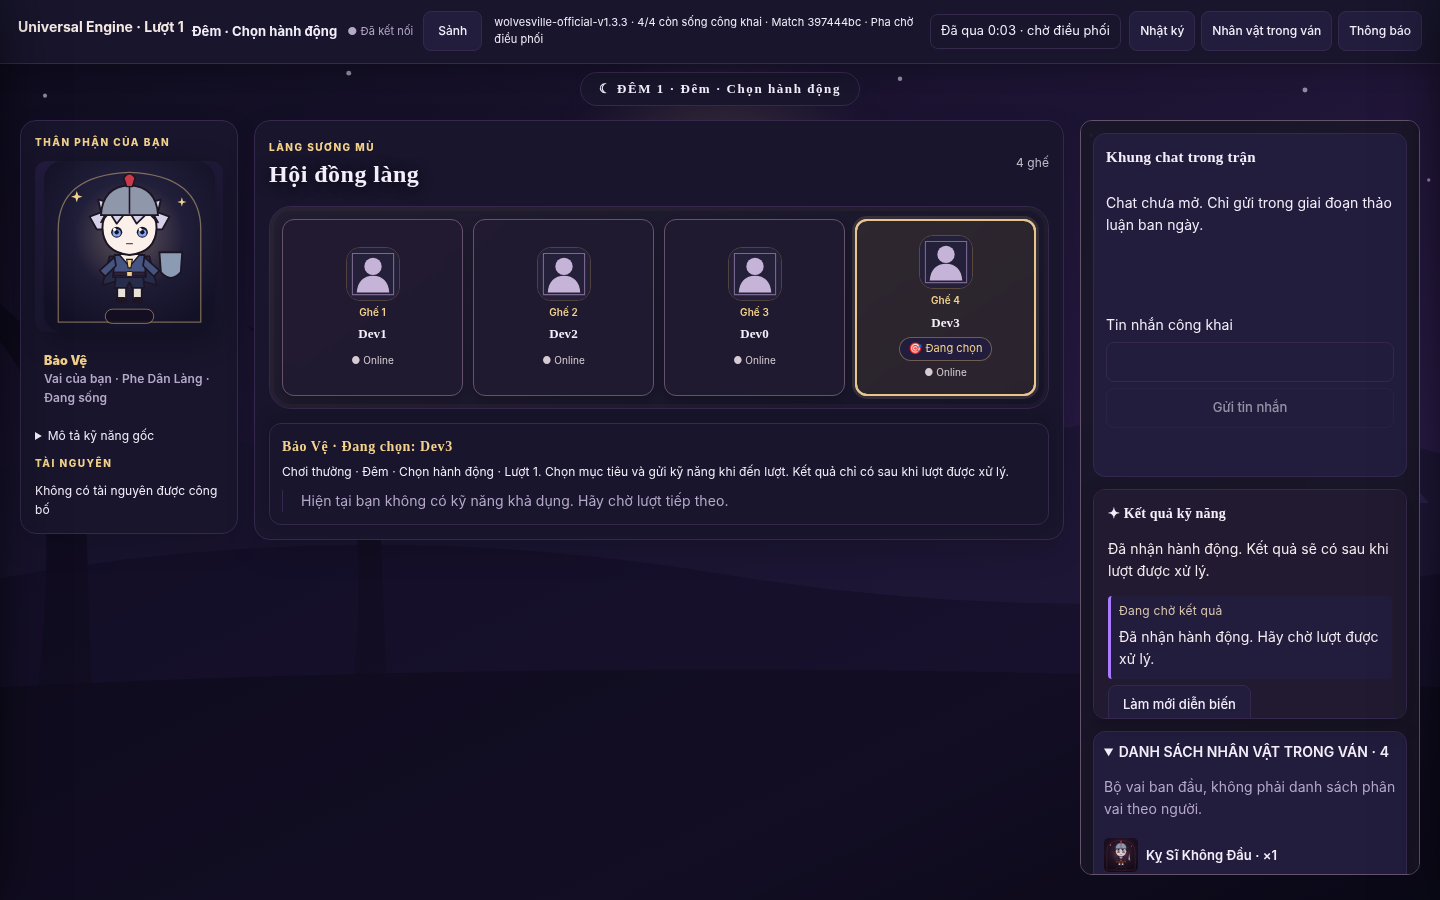 Universal Engine · Lượt 1
Đêm · Chọn hành động
Đã kết nối
Sảnh
wolvesville-official-v1.3.3 · 4/4 còn sống công khai · Match 397444bc · Pha chờ
điều phối
Đã qua 0:03 · chờ điều phối
Nhật ký
Nhân vật trong ván
Thông báo
ĐÊM 1 · Đêm · Chọn hành động
THÂN PHẬN CỦA BẠN
Bảo Vệ
Vai của bạn · Phe Dân Làng ·
Đang sống
Mô tả kỹ năng gốc
TÀI NGUYÊN
Không có tài nguyên được công
bố
LÀNG SƯƠNG MÙ
Hội đồng làng
4 ghế
Ghế 1
Dev1
Online
Ghế 2
Dev2
Online
Ghế 3
Dev0
Online
Ghế 4
Dev3
🎯 Đang chọn
Online
Bảo Vệ · Đang chọn: Dev3
Chơi thường · Đêm · Chọn hành động · Lượt 1. Chọn mục tiêu và gửi kỹ năng khi đến lượt. Kết quả chỉ có sau khi lượt được xử lý.
Hiện tại bạn không có kỹ năng khả dụng. Hãy chờ lượt tiếp theo.
Khung chat trong trận
Chat chưa mở. Chỉ gửi trong giai đoạn thảo
luận ban ngày.
Tin nhắn công khai
Gửi tin nhắn
✦ Kết quả kỹ năng
Đã nhận hành động. Kết quả sẽ có sau khi
lượt được xử lý.
Đang chờ kết quả
Đã nhận hành động. Hãy chờ lượt được
xử lý.
Làm mới diễn biến
DANH SÁCH NHÂN VẬT TRONG VÁN · 4
Bộ vai ban đầu, không phải danh sách phân
vai theo người.
Kỵ Sĩ Không Đầu · ×1